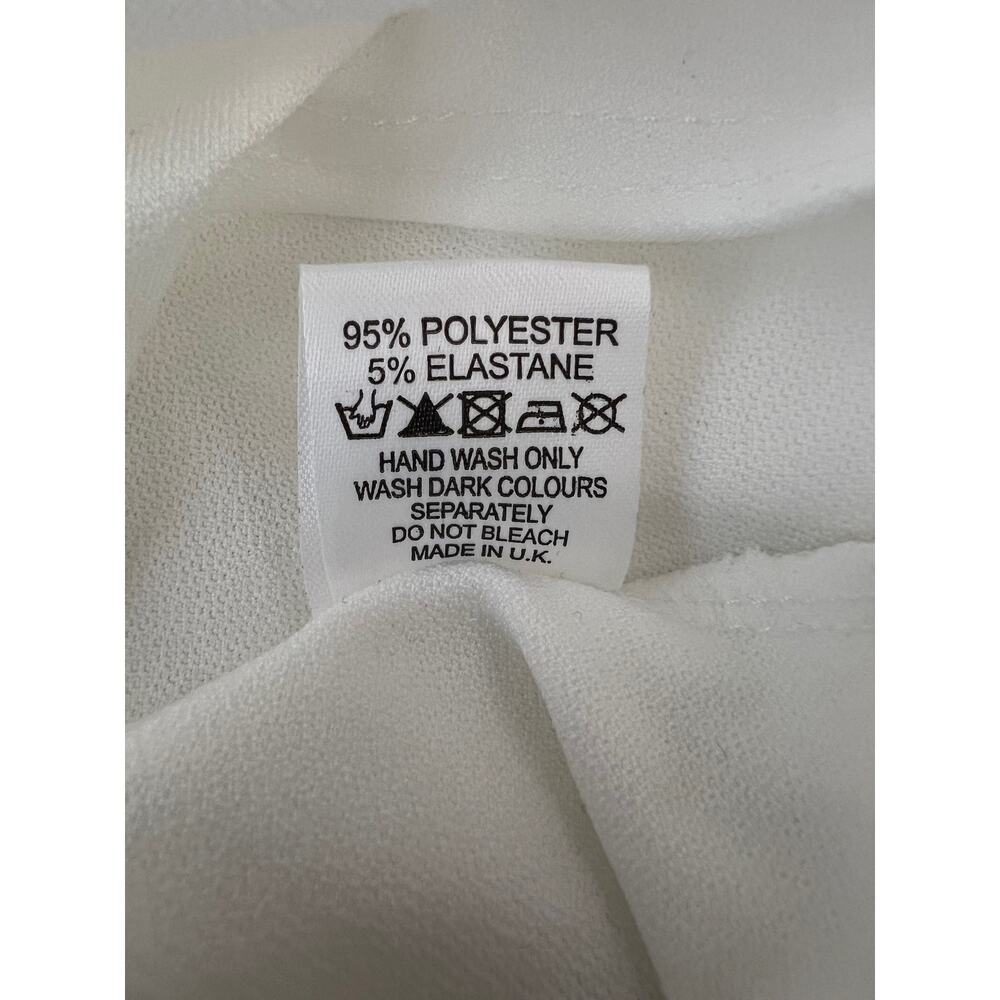 95% POLYESTER
5% ELASTANE
HAND WASH ONLY
WASH DARK COLOURS
SEPARATELY
DO NOT BLEACH
MADE IN U.K.